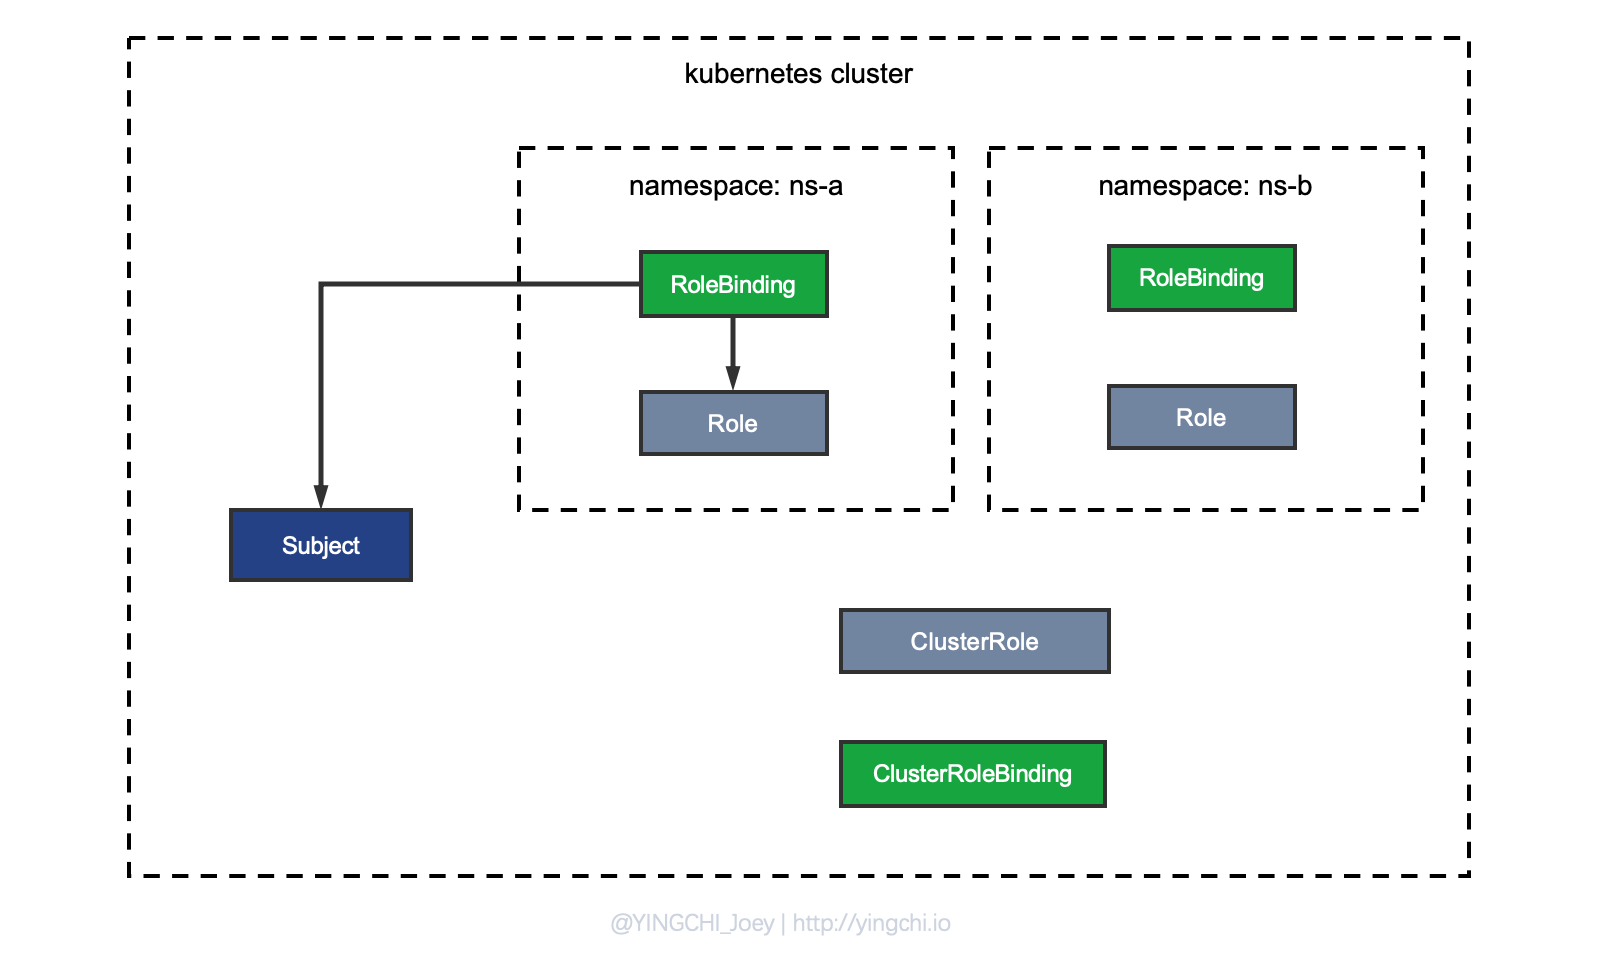 kubernetes cluster
namespace: ns-a
RoleBinding
Role
namespace: ns-b
RoleBinding
Role
Subject
ClusterRole
ClusterRoleBinding
@YINGCHI_Joey | http://yingchi.io